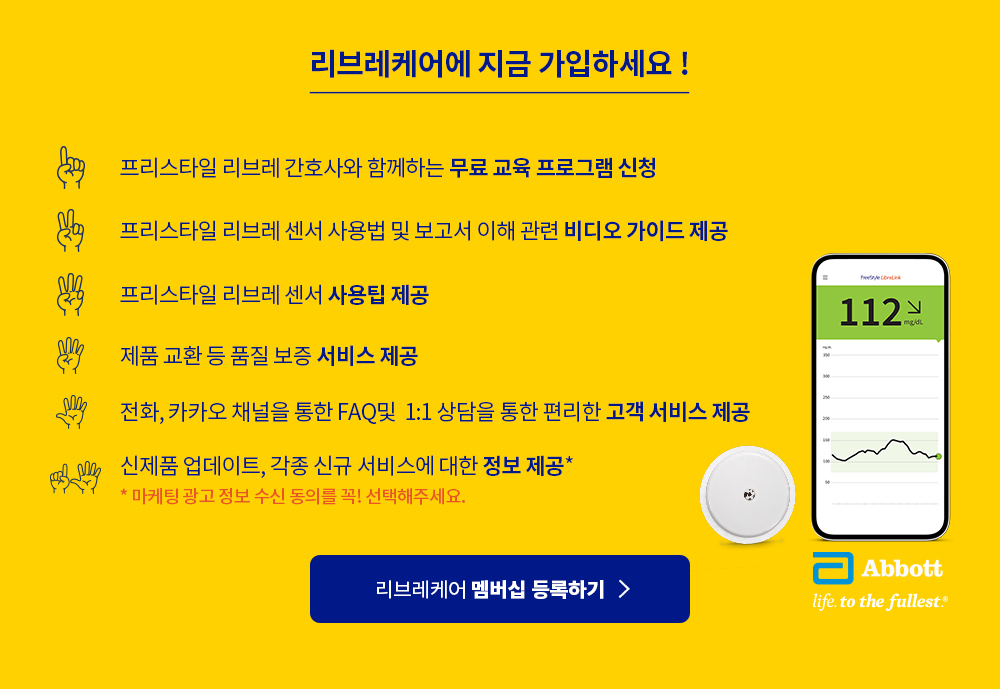 리브레케어에 지금 가입하세요 !
프리스타일 리브레 간호사와 함께하는 무료 교육 프로그램 신청
프리스타일 리브레 센서 사용법 및 보고서 이해 관련 비디오 가이드 제공
프리스타일 리브레 센서 사용팁 제공
제품 교환 등 품질 보증 서비스 제공
전화, 카카오 채널을 통한 FAQ및 1:1 상담을 통한 편리한 고객 서비스 제공
신제품 업데이트, 각종 신규 서비스에 대한 정보 제공*
* 마케팅 광고 정보 수신 동의를 꼭! 선택해주세요.
FreeStyle LibreLink
112
mg/dL
mg/dL
350
300
250
200
150
100
50
리브레케어 멤버십 등록하기
Abbott
life. to the fullest.®